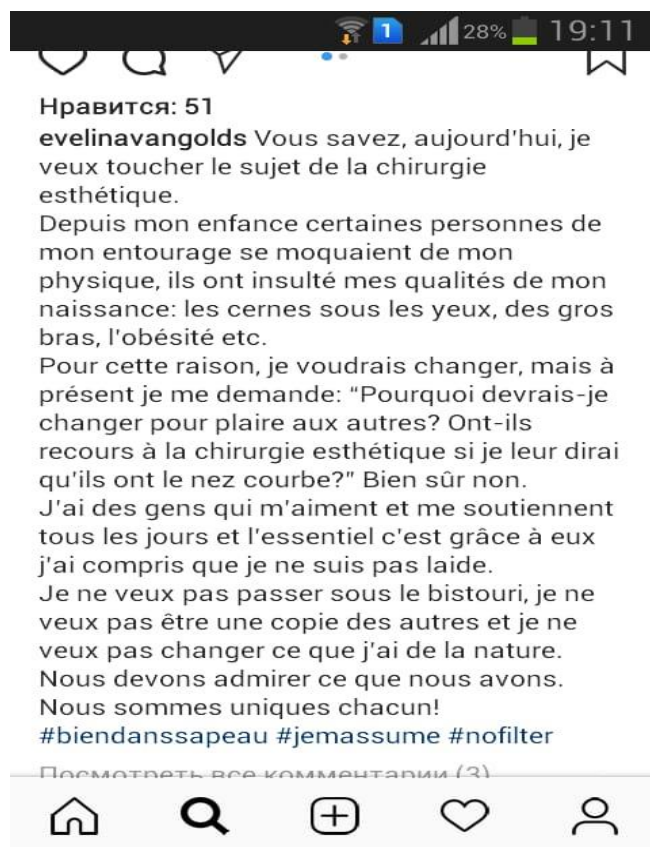 1 28% 19:11
Нравится: 51
evelinavangolds Vous savez, aujourd'hui, je
veux toucher le sujet de la chirurgie
esthétique.
Depuis mon enfance certaines personnes de
mon entourage se moquaient de mon
physique, ils ont insulté mes qualités de mon
naissance: les cernes sous les yeux, des gros
bras, l'obésité etc.
Pour cette raison, je voudrais changer, mais à
présent je me demande: “Pourquoi devrais-je
changer pour plaire aux autres? Ont-ils
recours à la chirurgie esthétique si je leur dirai
qu'ils ont le nez courbe?” Bien sûr non.
J'ai des gens qui m'aiment et me soutiennent
tous les jours et l'essentiel c'est grâce à eux
j'ai compris que je ne suis pas laide.
Je ne veux pas passer sous le bistouri, je ne
veux pas être une copie des autres et je ne
veux pas changer ce que j'ai de la nature.
Nous devons admirer ce que nous avons.
Nous sommes uniques chacun!
#biendanssapeau #jemassume #nofilter
Посмотреть все комментарии (3)